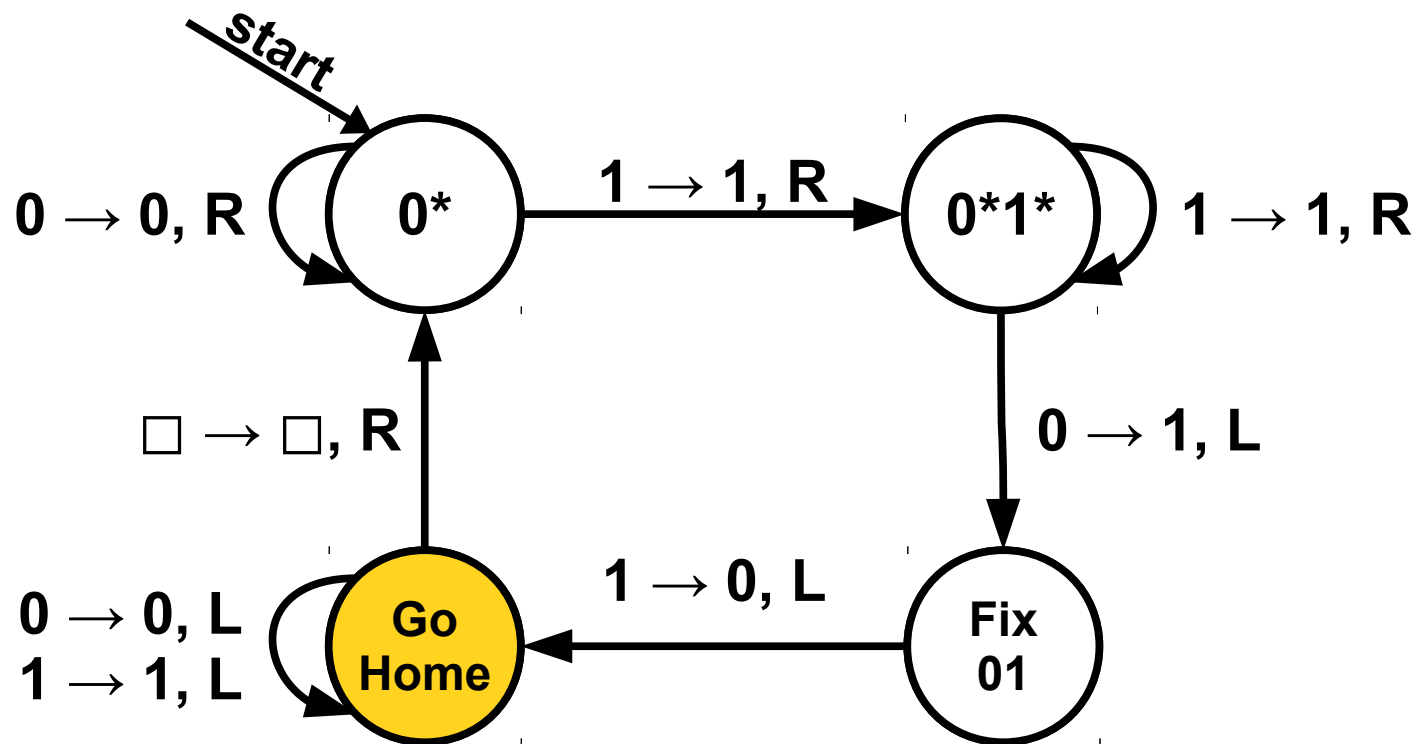 start
0 → 0, R
0*
1 → 1, R
0*1*
1 → 1, R
□ → □, R
0 → 1, L
0 → 0, L
1 → 1, L
Go
Home
1 → 0, L
Fix
01